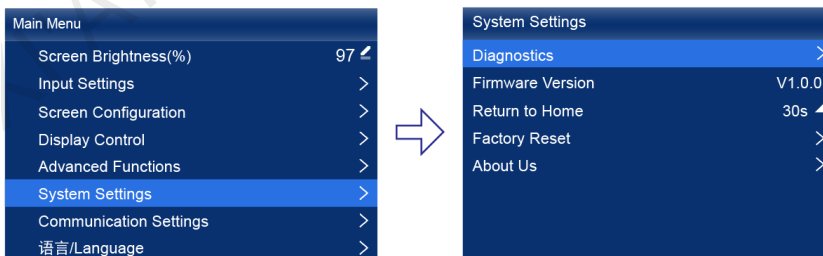 Main Menu
Screen Brightness(%) 97
Input Settings
Screen Configuration
Display Control
Advanced Functions
System Settings
Communication Settings
语言/Language
System Settings
Diagnostics
Firmware Version V1.0.0
Return to Home 30s
Factory Reset
About Us